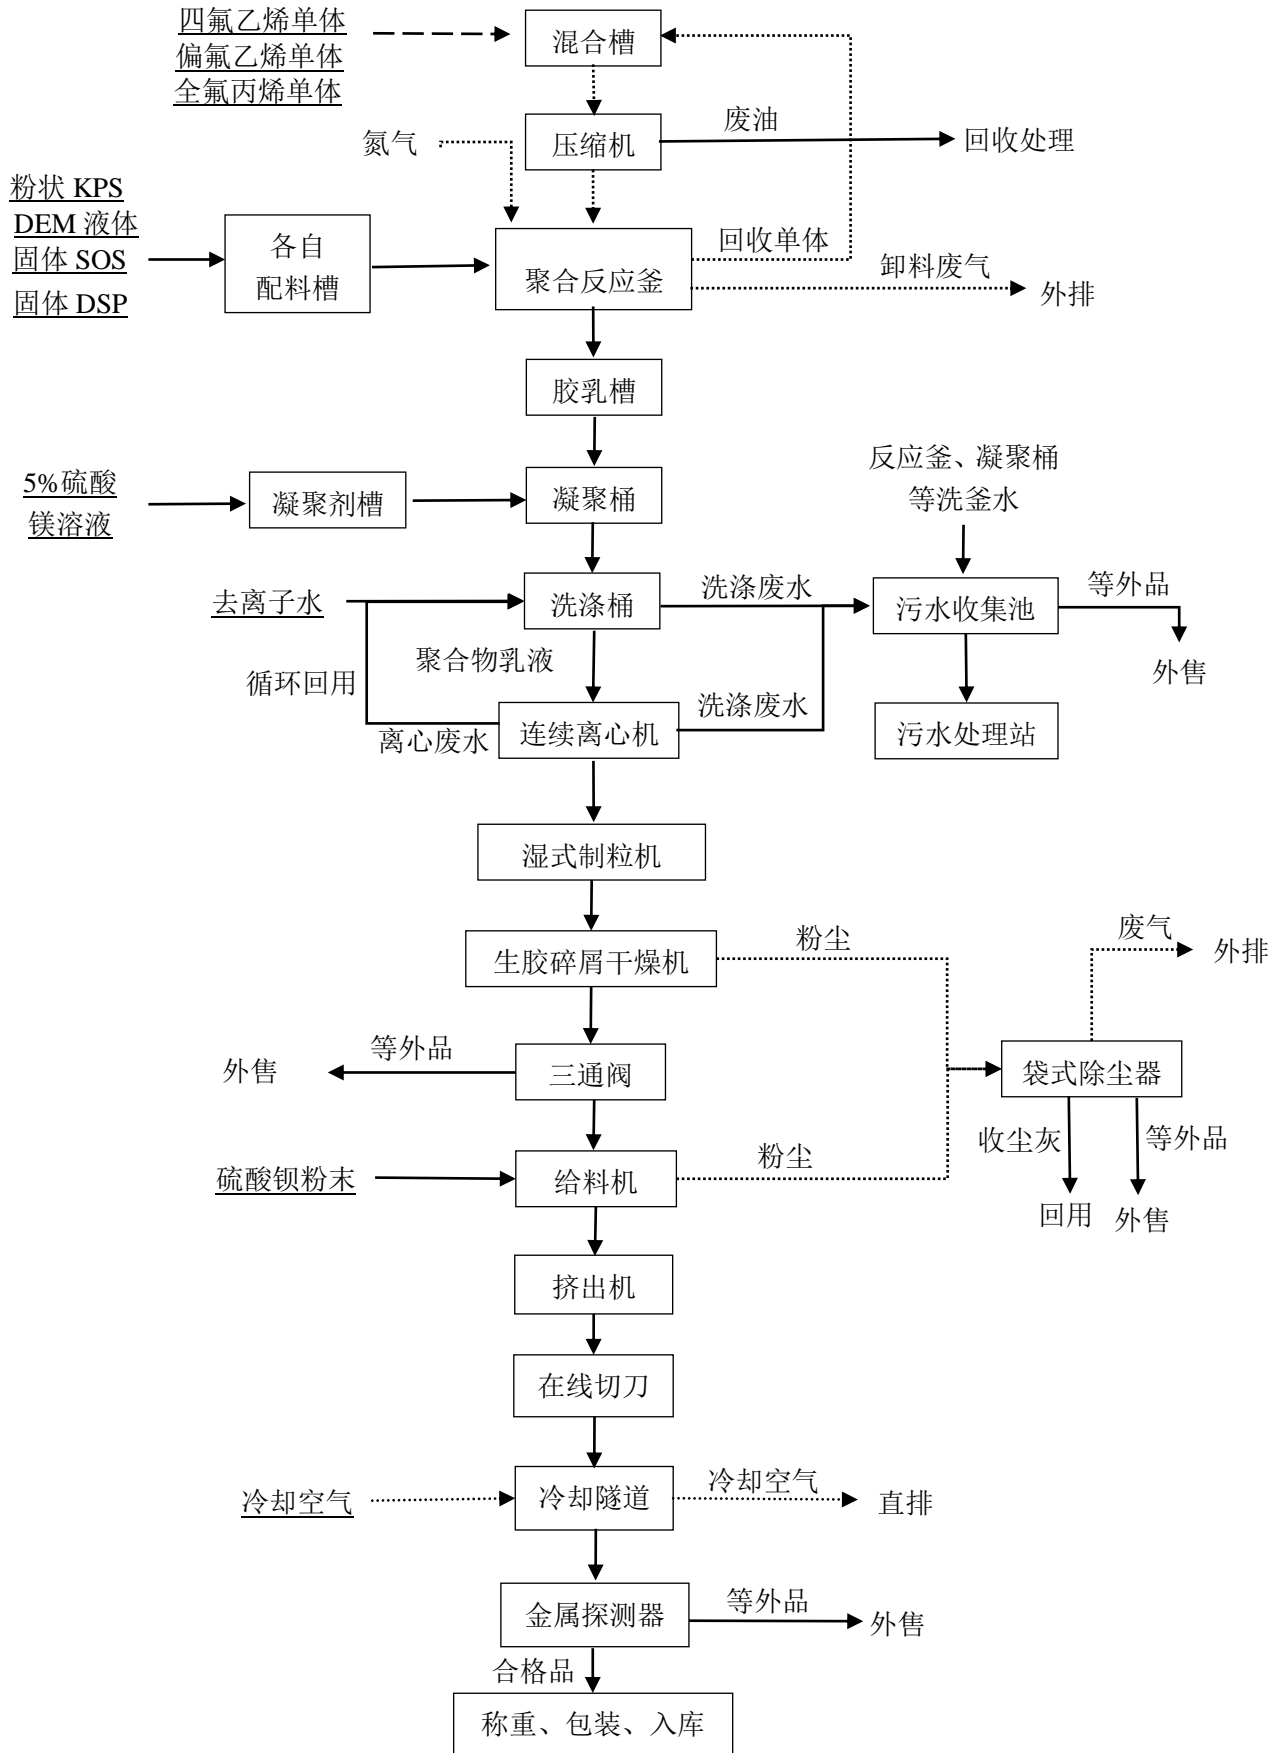 四氟乙烯单体
偏氟乙烯单体
全氟丙烯单体
混合槽
氮气
压缩机
废油
回收处理
粉状 KPS
DEM 液体
固体 SOS
固体 DSP
各自
配料槽
聚合反应釜
回收单体
卸料废气
外排
胶乳槽
5%硫酸
镁溶液
凝聚剂槽
凝聚桶
反应釜、凝聚桶
等洗釜水
去离子水
洗涤桶
洗涤废水
污水收集池
等外品
外售
循环回用
聚合物乳液
离心废水
连续离心机
洗涤废水
污水处理站
湿式制粒机
生胶碎屑干燥机
粉尘
废气
外排
外售
等外品
三通阀
袋式除尘器
收尘灰
等外品
回用
外售
硫酸钡粉末
给料机
粉尘
挤出机
在线切刀
冷却空气
冷却隧道
冷却空气
直排
金属探测器
等外品
外售
合格品
称重、包装、入库